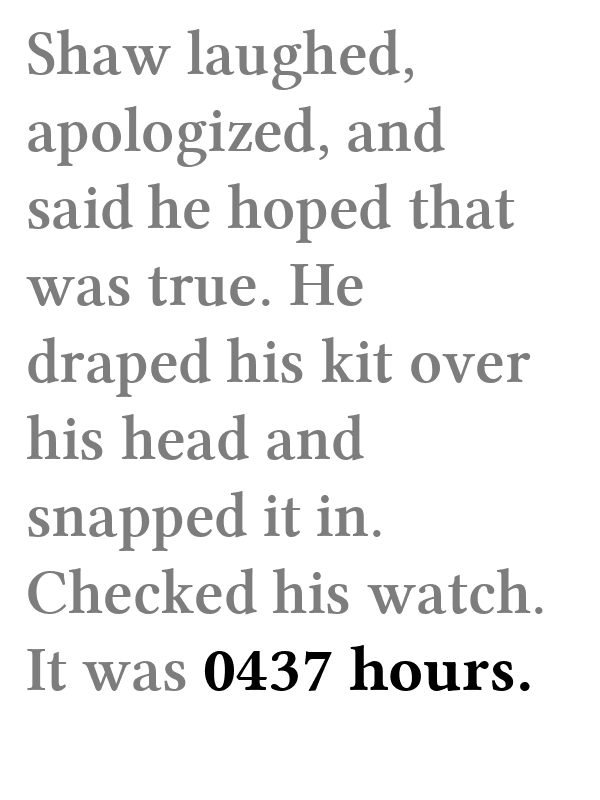 Shaw laughed,
apologized, and
said he hoped that
was true. He
draped his kit over
his head and
snapped it in.
Checked his watch.
It was 0437 hours.